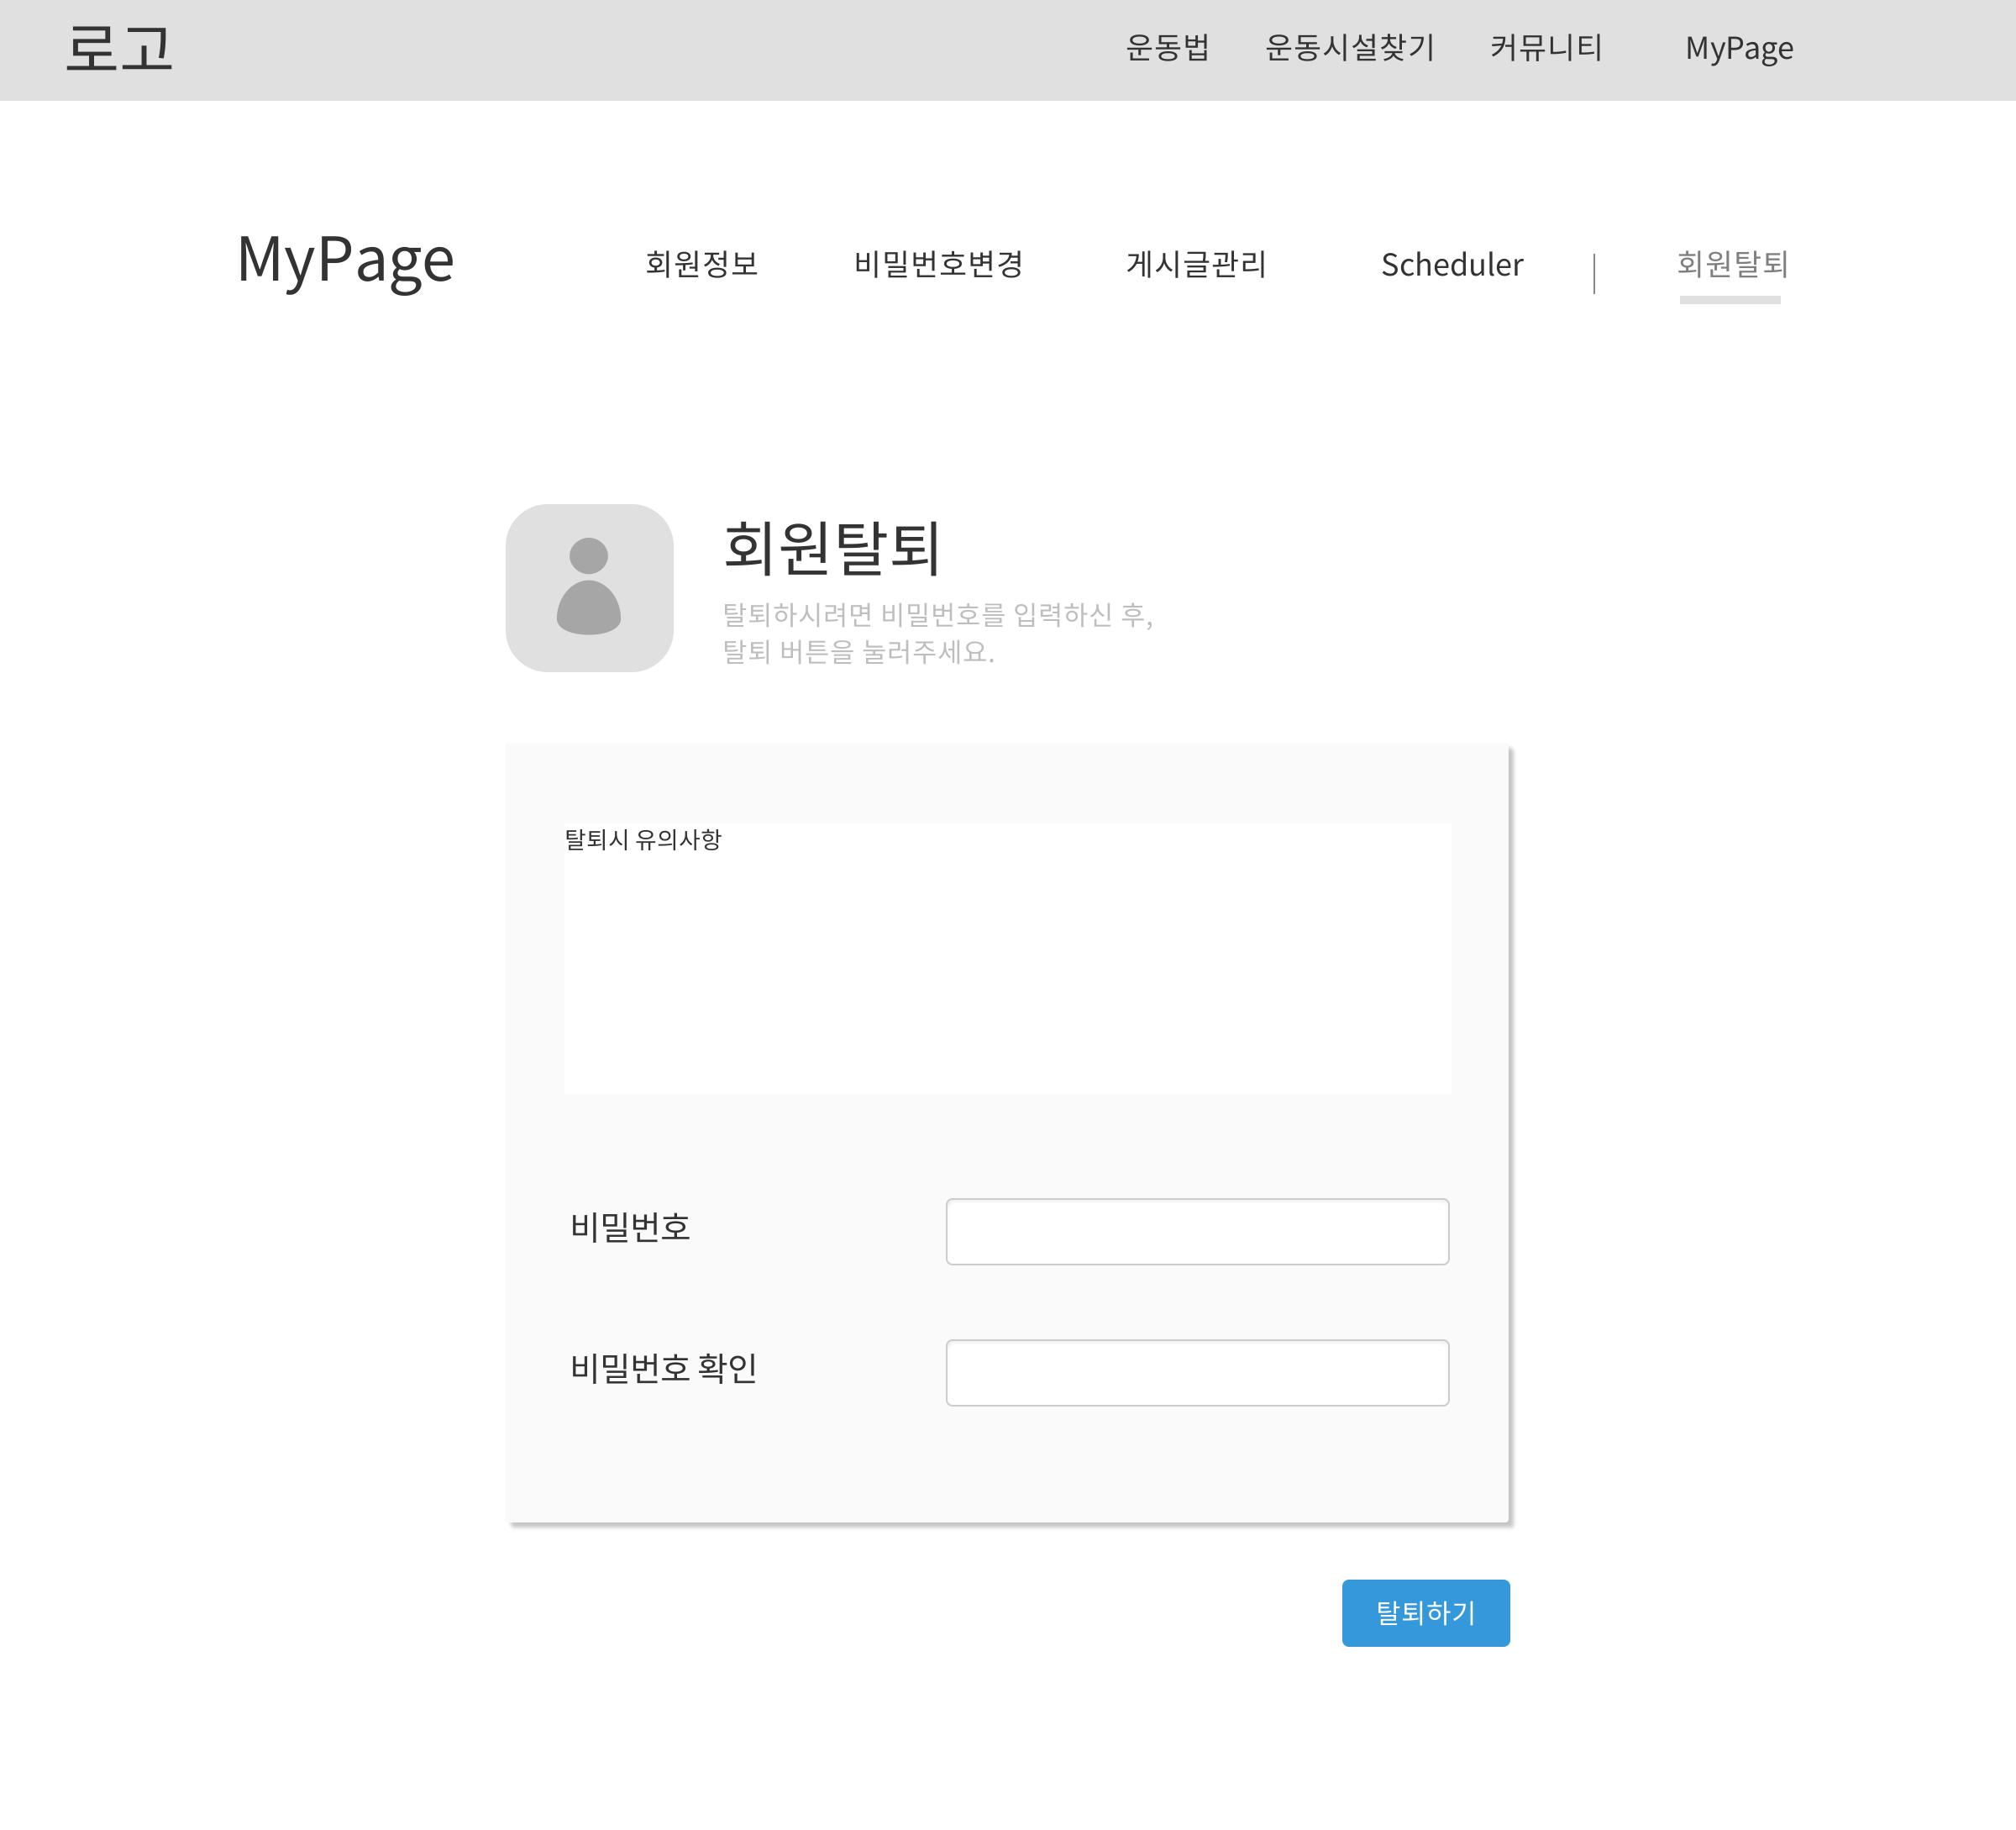 로고
운동법 운동시설찾기 커뮤니티 MyPage
MyPage 회원정보 비밀번호변경 게시글관리 Scheduler | 회원탈퇴
회원탈퇴
탈퇴하시려면 비밀번호를 입력하신 후,
탈퇴 버튼을 눌러주세요.
탈퇴시 유의사항
비밀번호
비밀번호 확인
탈퇴하기